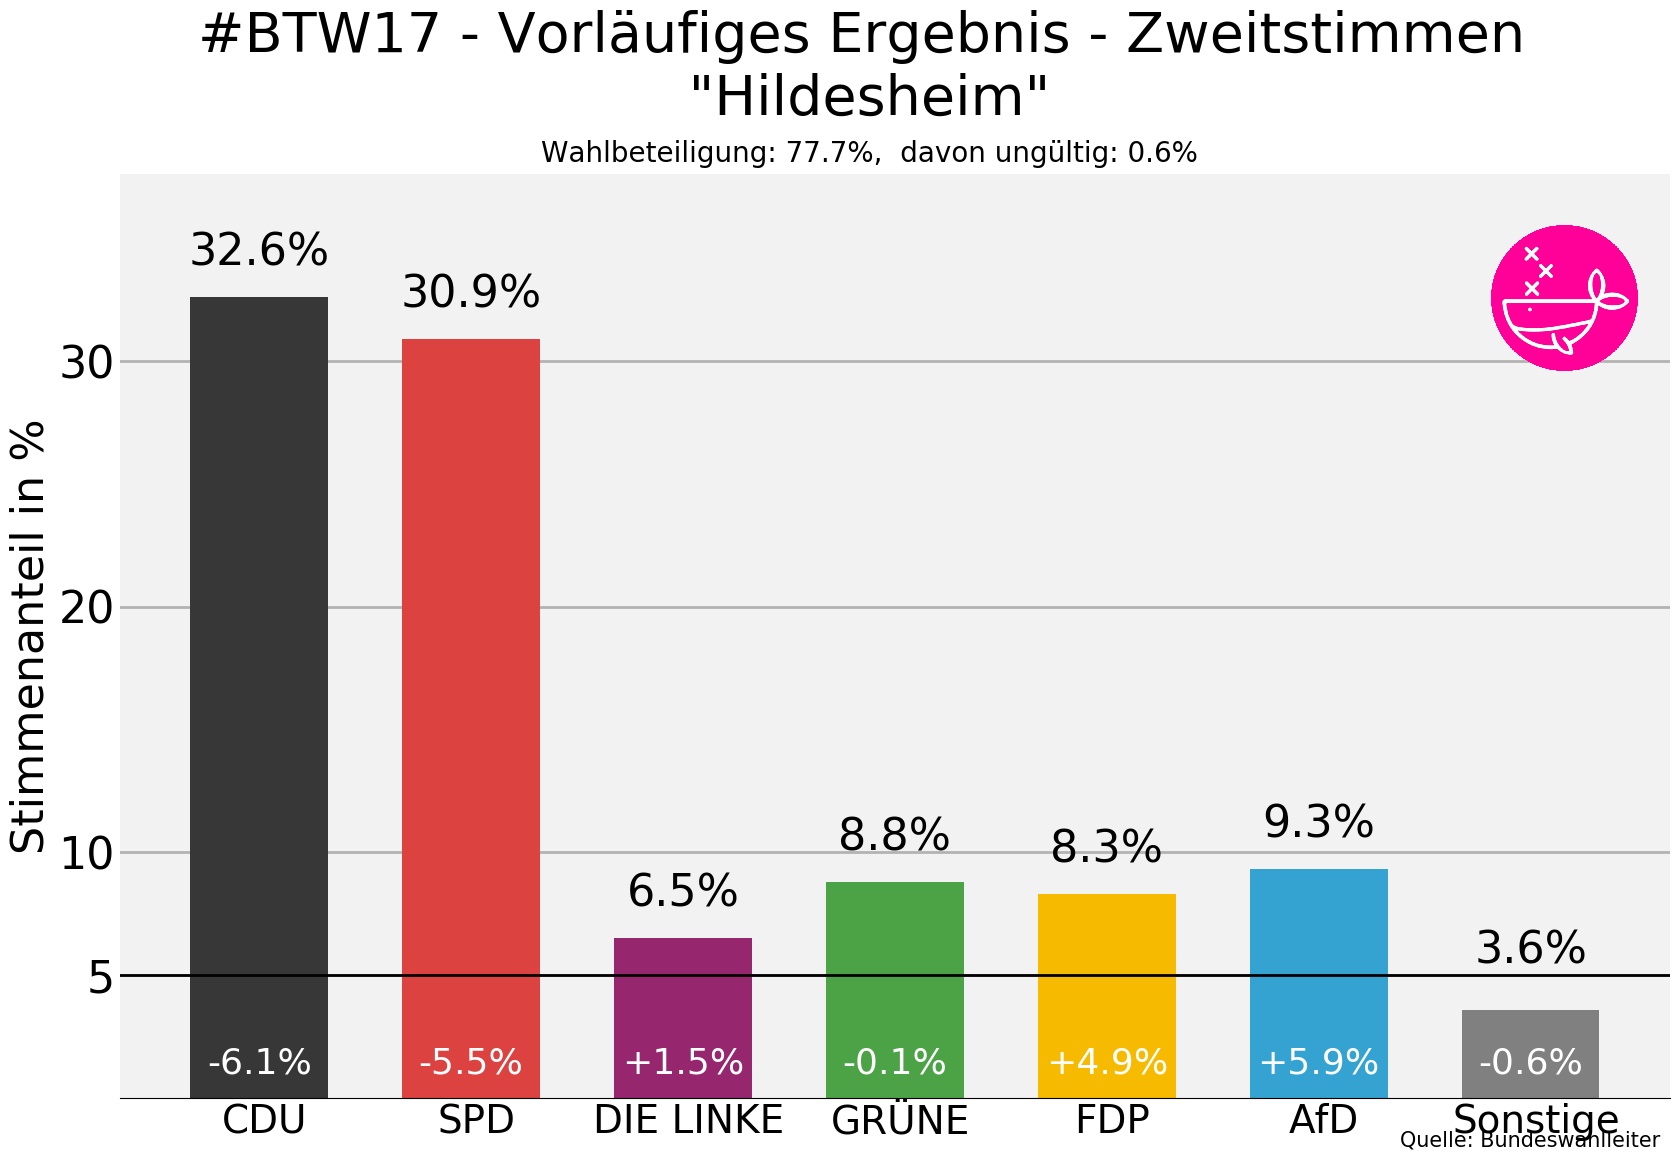 #BTW17 - Vorläufiges Ergebnis - Zweitstimmen
"Hildesheim"
Wahlbeteiligung: 77.7%,  davon ungültig: 0.6%
Stimmenanteil in %
30
20
10
5
32.6%
30.9%
6.5%
8.8%
8.3%
9.3%
3.6%
-6.1%
-5.5%
+1.5%
-0.1%
+4.9%
+5.9%
-0.6%
CDU
SPD
DIE LINKE
GRÜNE
FDP
AfD
Sonstige
Quelle: Bundeswahlleiter